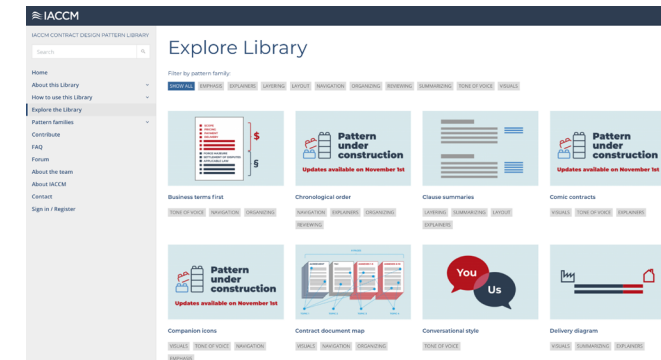 IACCM
IACCM CONTRACT DESIGN PATTERN LIBRARY
Search
Home
About this Library
How to use this Library
Explore the Library
Pattern families
Contribute
FAQ
Forum
About the team
About IACCM
Contact
Sign in / Register
Explore Library
Filter by pattern family:
SHOW ALL EMPHASIS EXPLAINERS LAYERING LAYOUT NAVIGATION ORGANIZING REVIEWING SUMMARIZING TONE OF VOICE VISUALS
$
§
Business terms first
TONE OF VOICE NAVIGATION ORGANIZING
Pattern
under
construction
Updates available on November 1st
Chronological order
NAVIGATION EXPLAINERS ORGANIZING
REVIEWING
Clause summaries
LAYERING SUMMARIZING LAYOUT
EXPLAINERS
Pattern
under
construction
Updates available on November 1st
Comic contracts
VISUALS TONE OF VOICE EXPLAINERS
Pattern
under
construction
Updates available on November 1st
Companion icons
VISUALS TONE OF VOICE NAVIGATION
EMPHASIS
Contract document map
VISUALS NAVIGATION ORGANIZING
You
Us
Conversational style
TONE OF VOICE
Delivery diagram
VISUALS SUMMARIZING EXPLAINERS